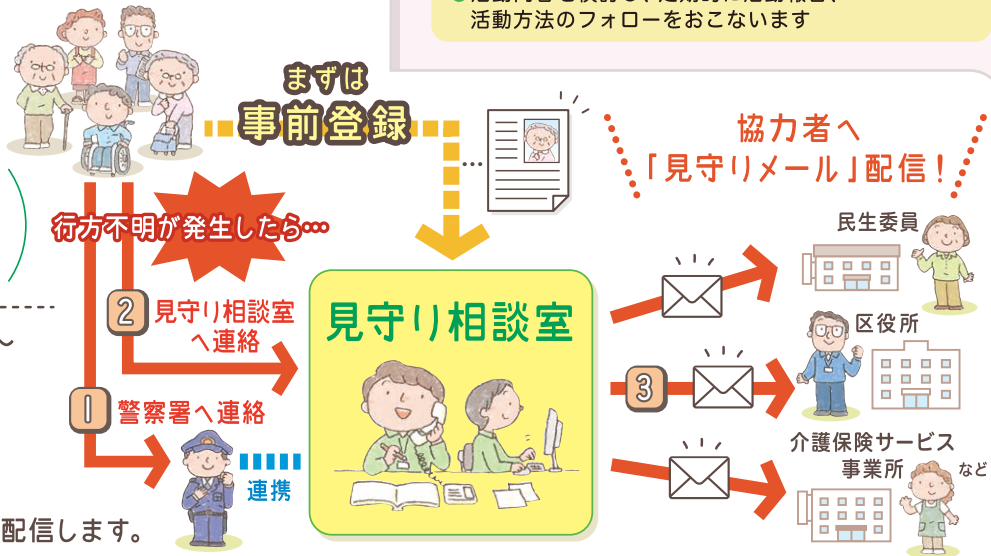 活動方法のフォローをおこないます
まずは
事前登録
協力者へ
「見守りメール」配信！
行方不明が発生したら…
民生委員
2
見守り相談室
へ連絡
見守り相談室
区役所
3
1
警察署へ連絡
介護保険サービス
事業所
など
連携
配信します。